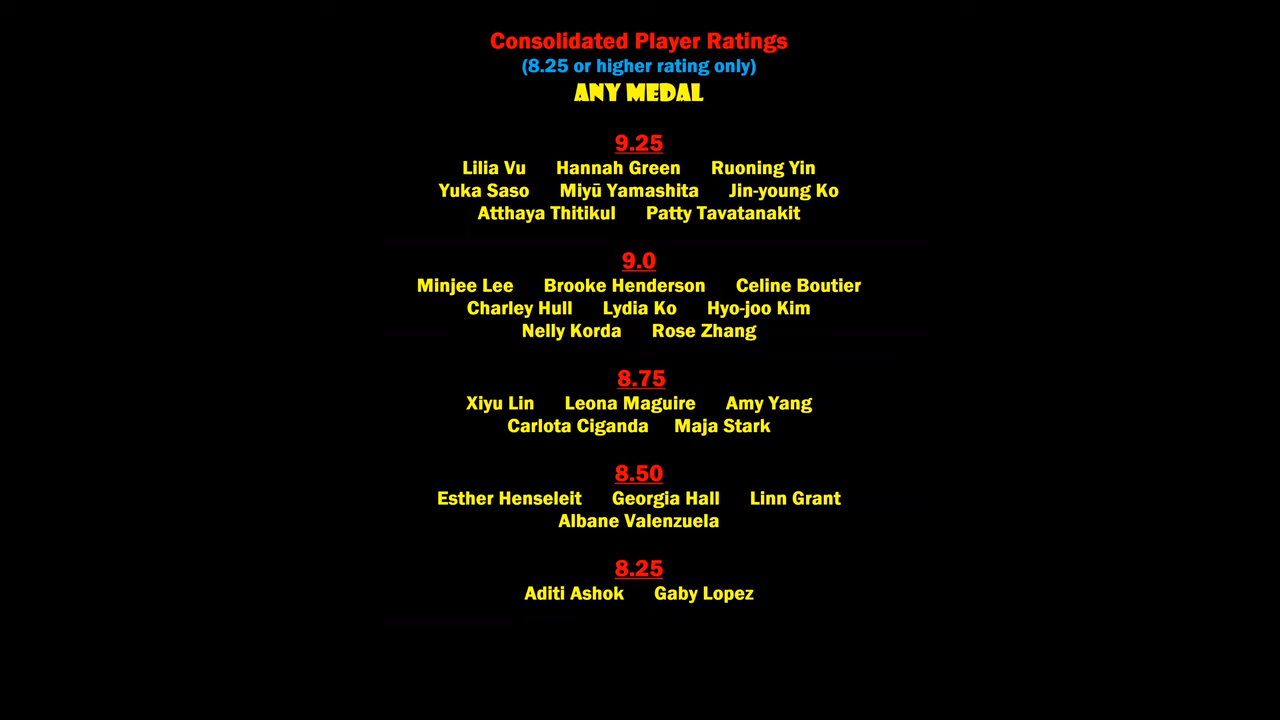 Consolidated Player Ratings
(8.25 or higher rating only)
ANY MEDAL
9.25
Lilia Vu Hannah Green Ruoning Yin
Yuka Saso Miyū Yamashita Jin-young Ko
Atthaya Thitikul Patty Tavatanakit
9.0
Minjee Lee Brooke Henderson Celine Boutier
Charley Hull Lydia Ko Hyo-joo Kim
Nelly Korda Rose Zhang
8.75
Xiyu Lin Leona Maguire Amy Yang
Carlota Ciganda Maja Stark
8.50
Esther Henseleit Georgia Hall Linn Grant
Albane Valenzuela
8.25
Aditi Ashok Gaby Lopez